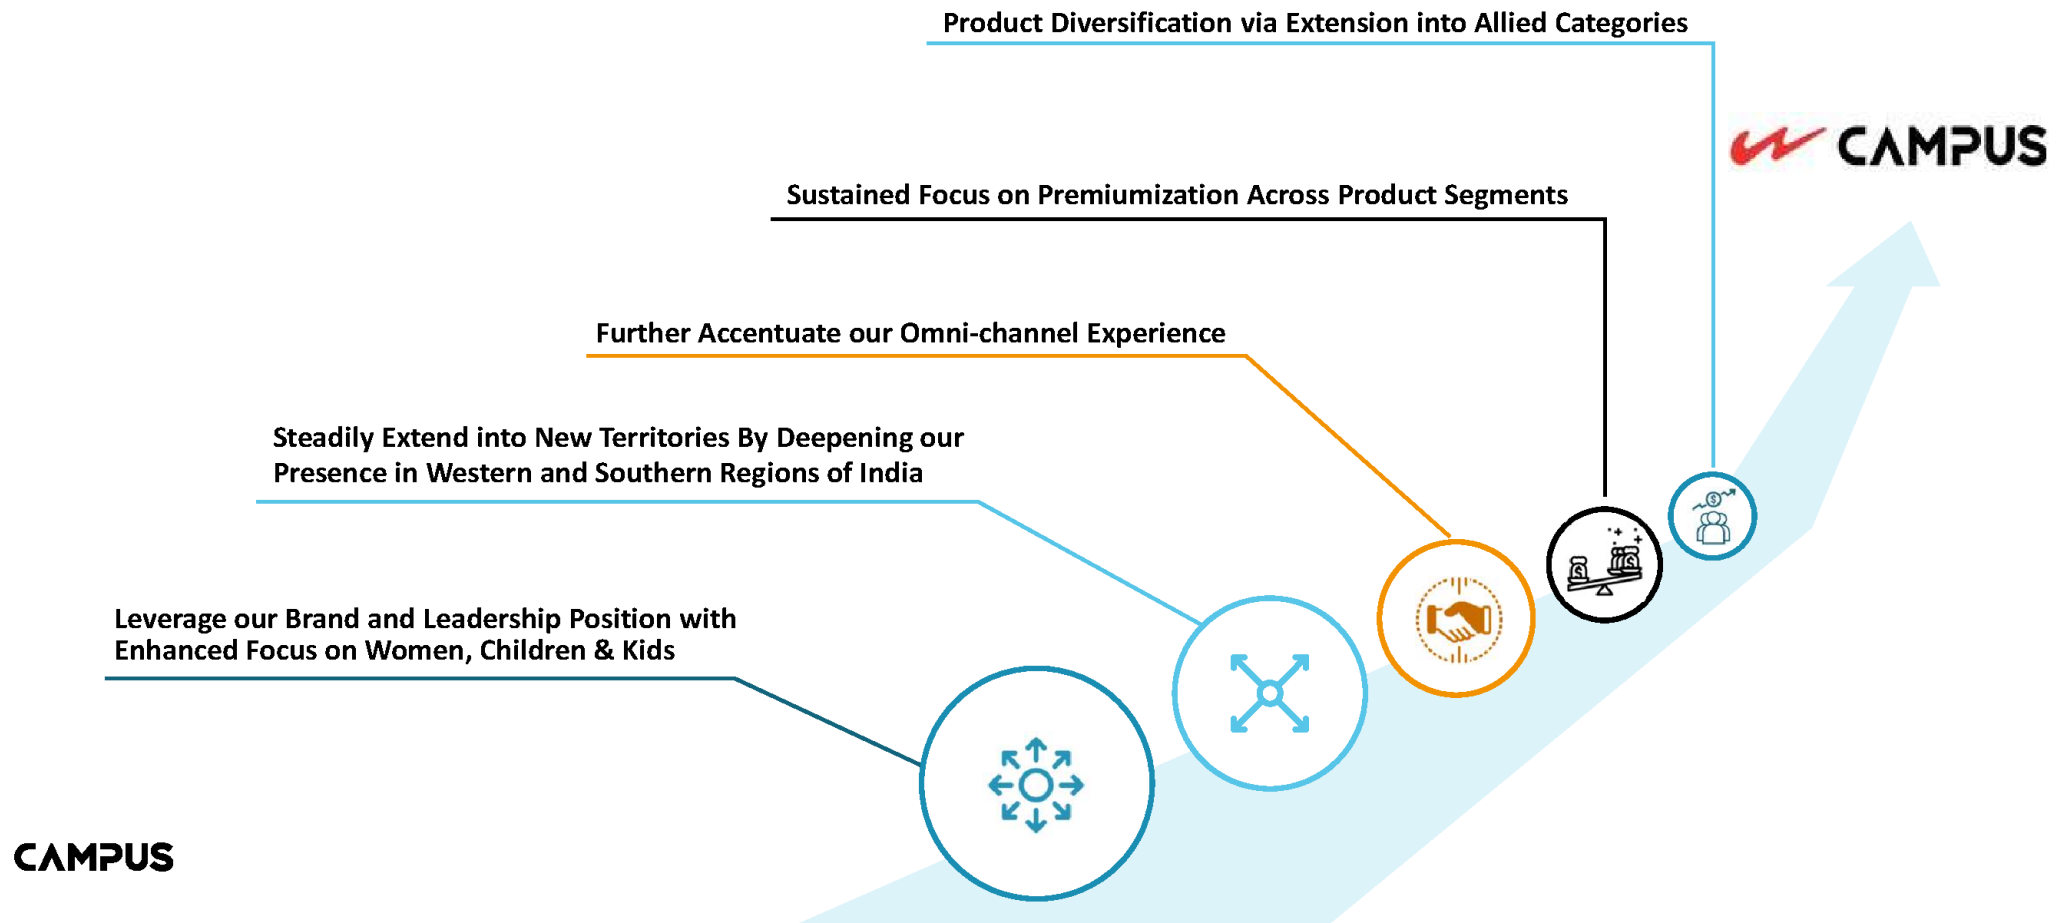 Product Diversification via Extension into Allied Categories
CAMPUS
Sustained Focus on Premiumization Across Product Segments
Further Accentuate our Omni-channel Experience
Steadily Extend into New Territories By Deepening our
Presence in Western and Southern Regions of India
Leverage our Brand and Leadership Position with
Enhanced Focus on Women, Children & Kids
CAMPUS